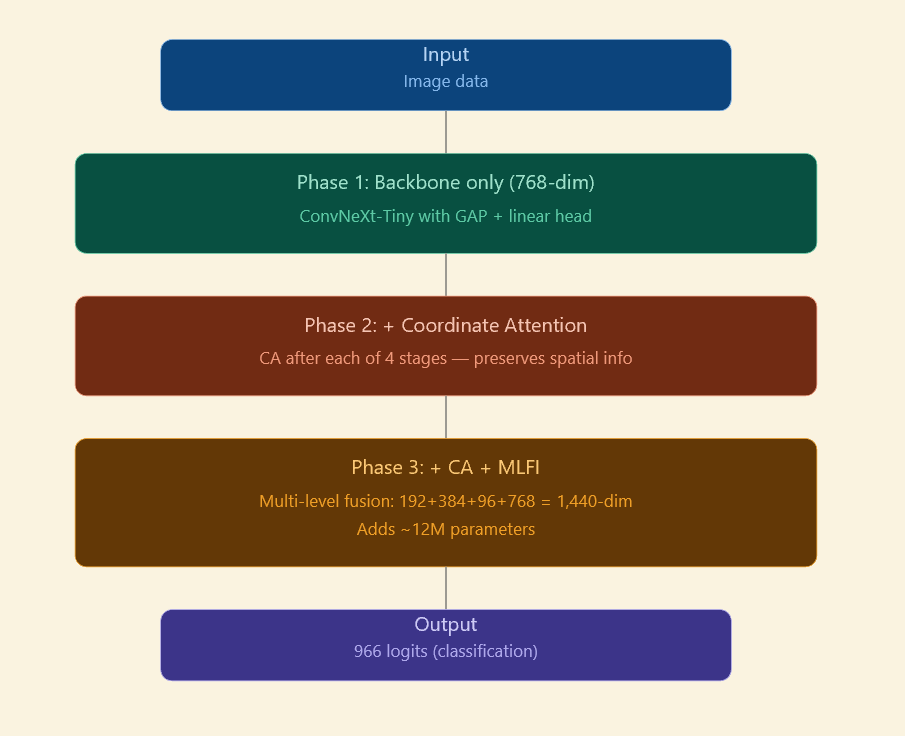 Input
Image data
Phase 1: Backbone only (768-dim)
ConvNeXt-Tiny with GAP + linear head
Phase 2: + Coordinate Attention
CA after each of 4 stages — preserves spatial info
Phase 3: + CA + MLFI
Multi-level fusion: 192+384+96+768 = 1,440-dim
Adds ~12M parameters
Output
966 logits (classification)